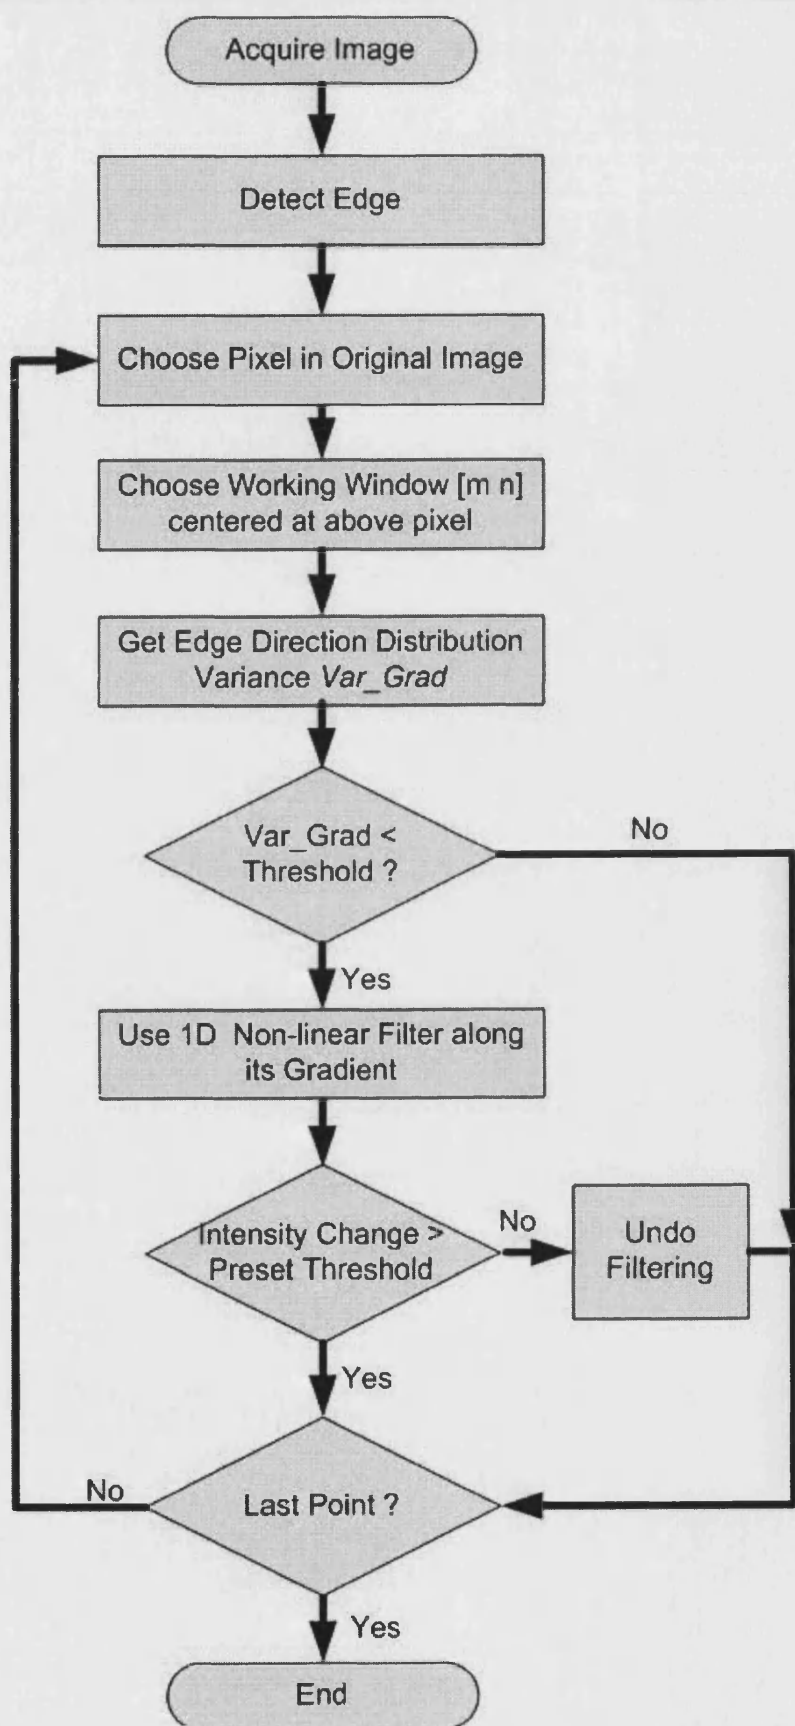 Acquire Image
Detect Edge
Choose Pixel in Original Image
Choose Working Window [m n]
centered at above pixel
Get Edge Direction Distribution
Variance Var_Grad
Var_Grad <
Threshold ?
No
Yes
Use 1D Non-linear Filter along
its Gradient
Intensity Change >
Preset Threshold
No
Undo
Filtering
Yes
No
Last Point ?
Yes
End